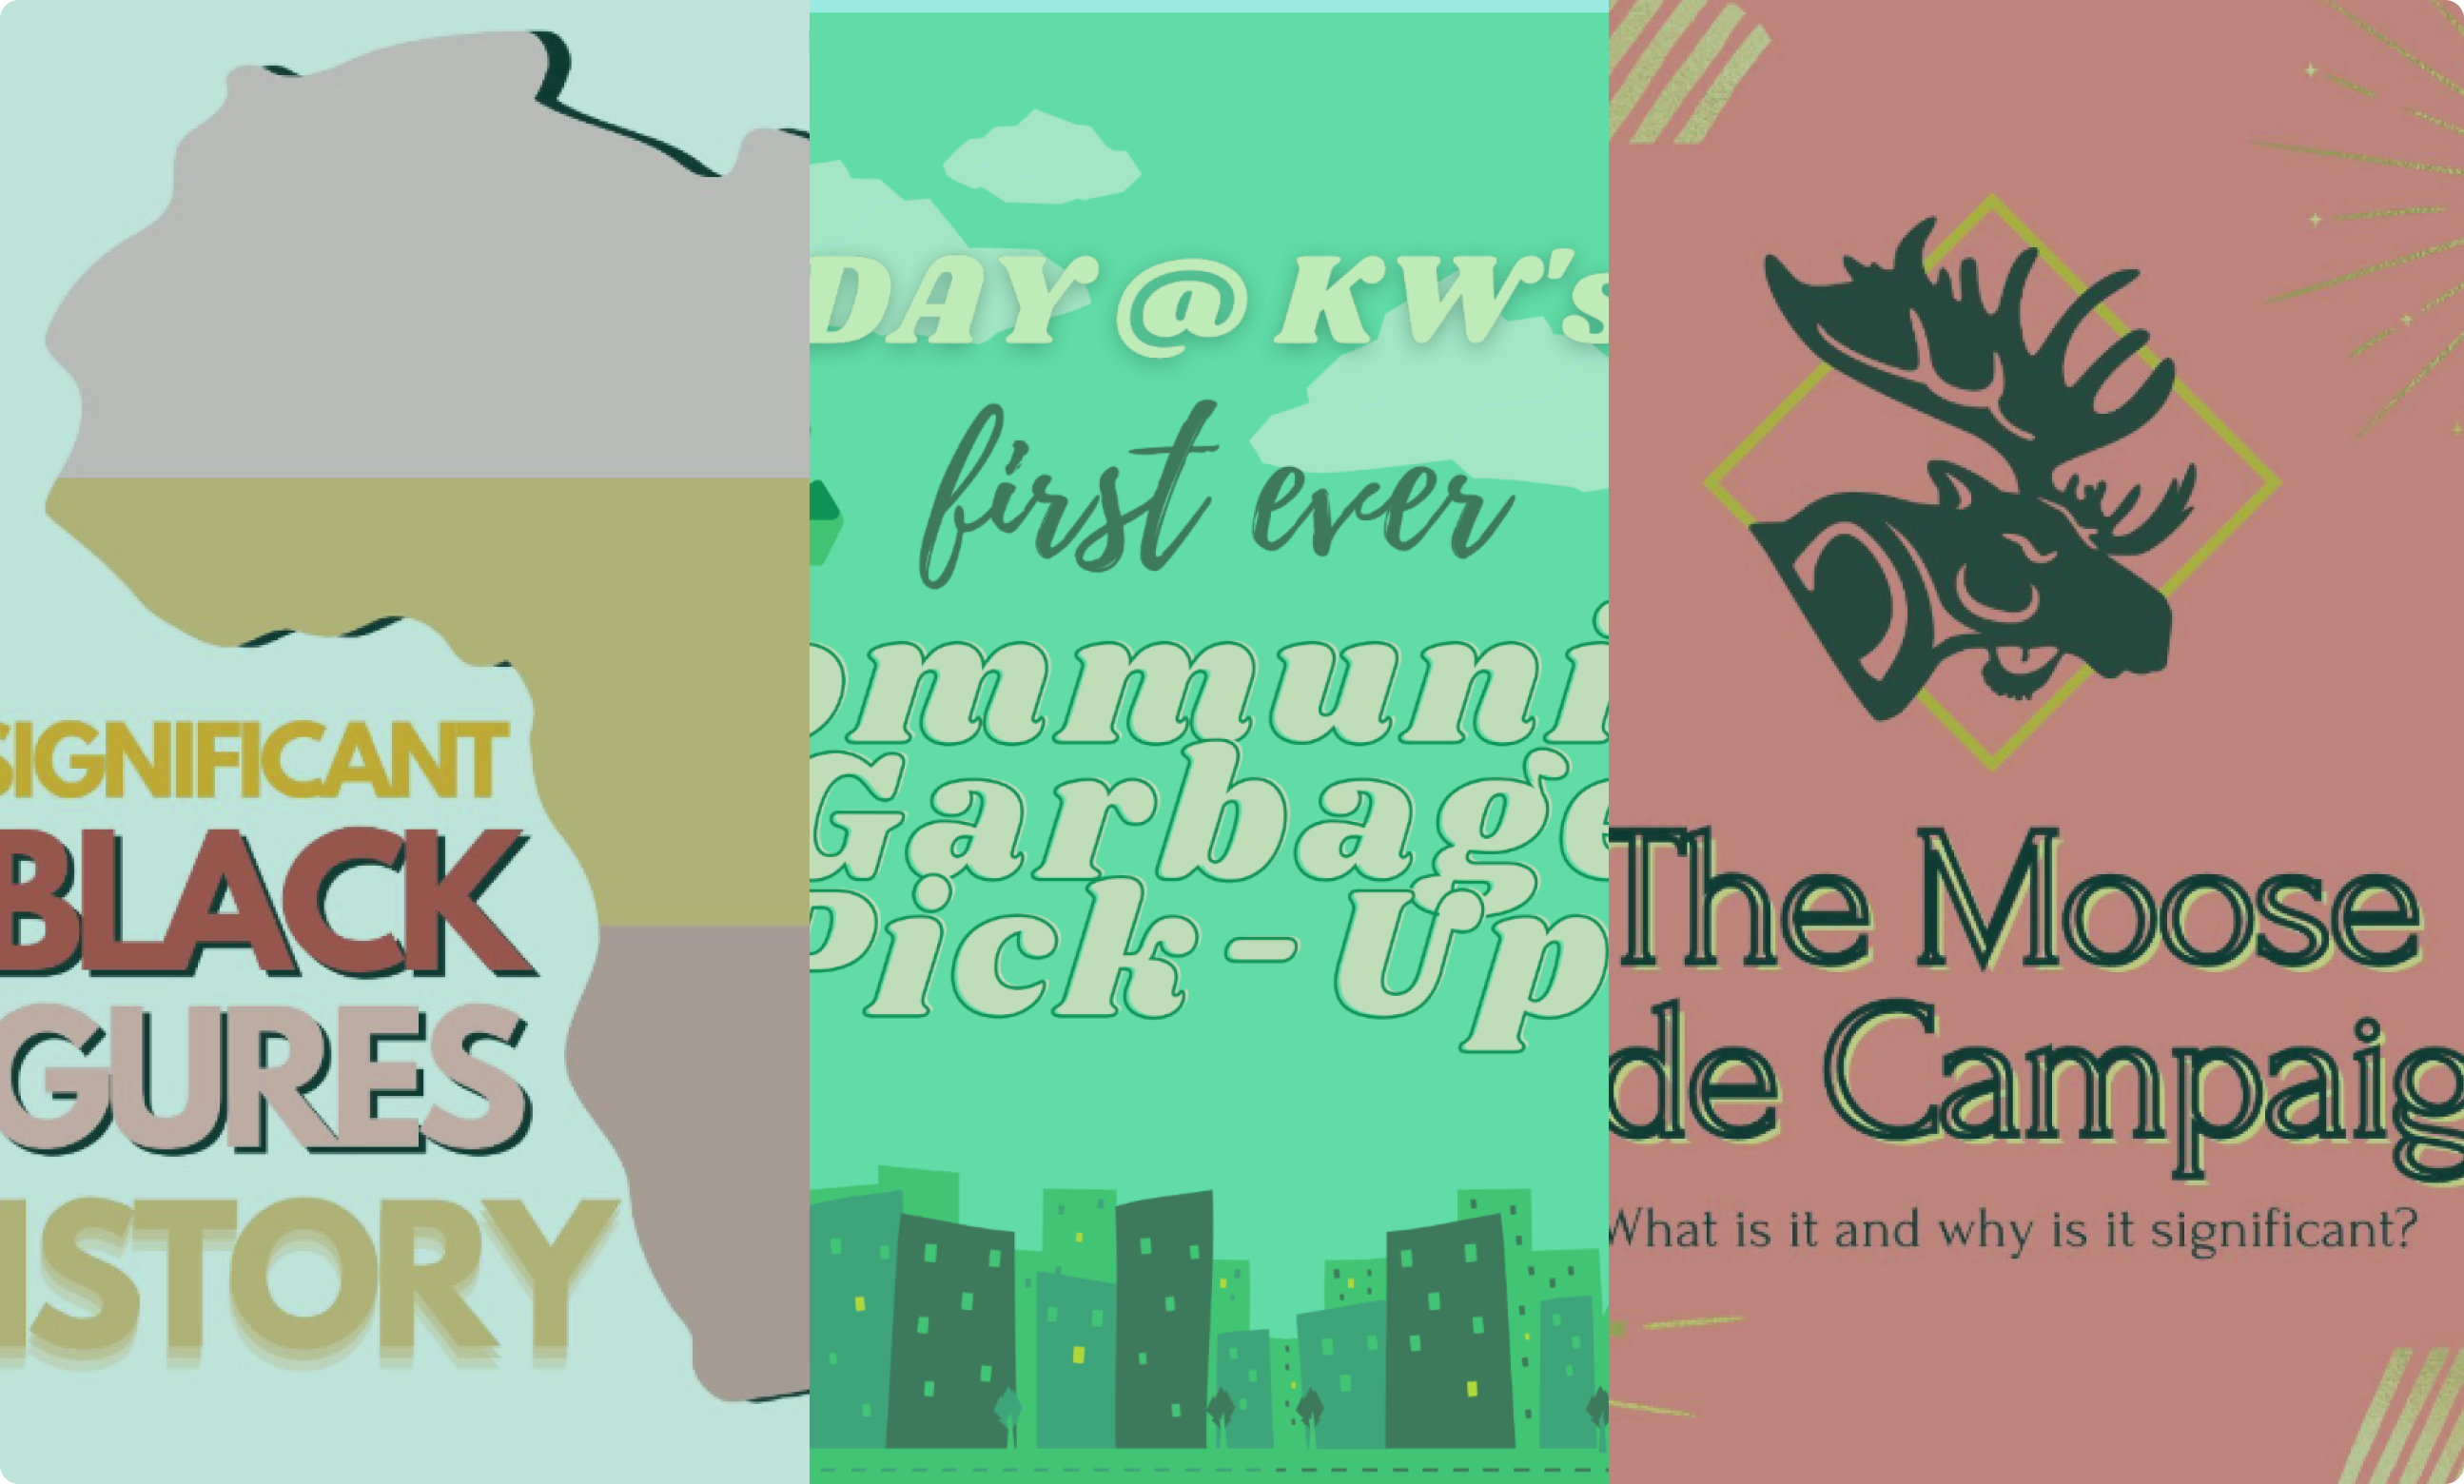 SIGNIFICANT
BLACK
GURES
ISTORY
DAY @ KW's
first ever
ommuni
Garbage
Pick-Up
The Moose
de Campaig
What is it and why is it significant?